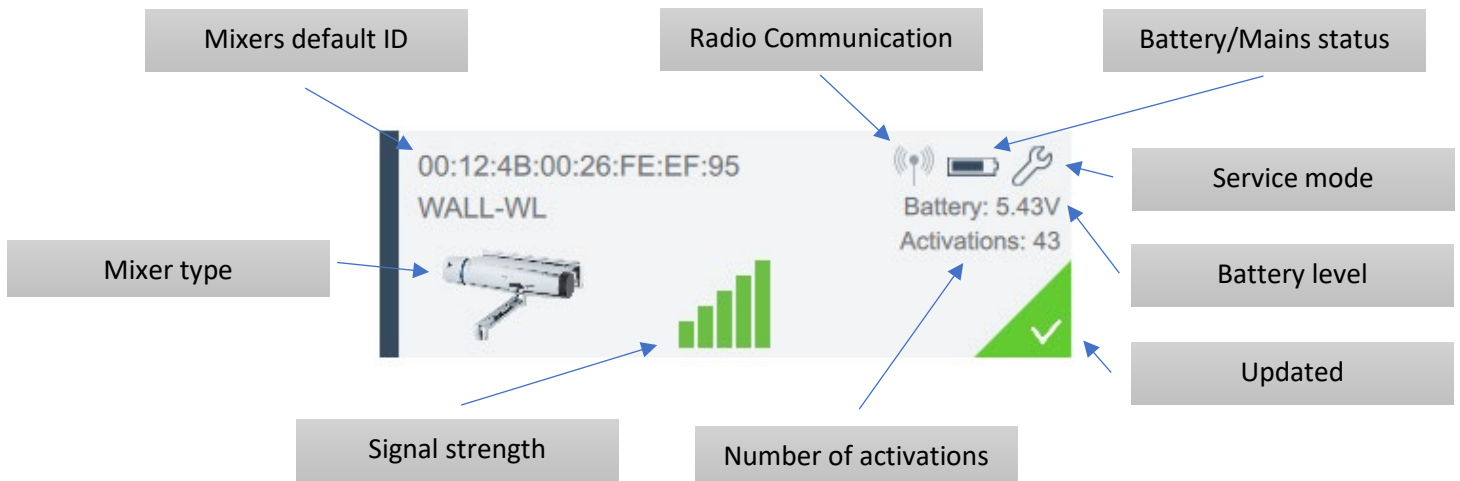 Mixers default ID
Radio Communication
Battery/Mains status
00:12:4B:00:26:FE:EF:95
WALL-WL
Battery: 5.43V
Activations: 43
Service mode
Mixer type
Battery level
Updated
Signal strength
Number of activations